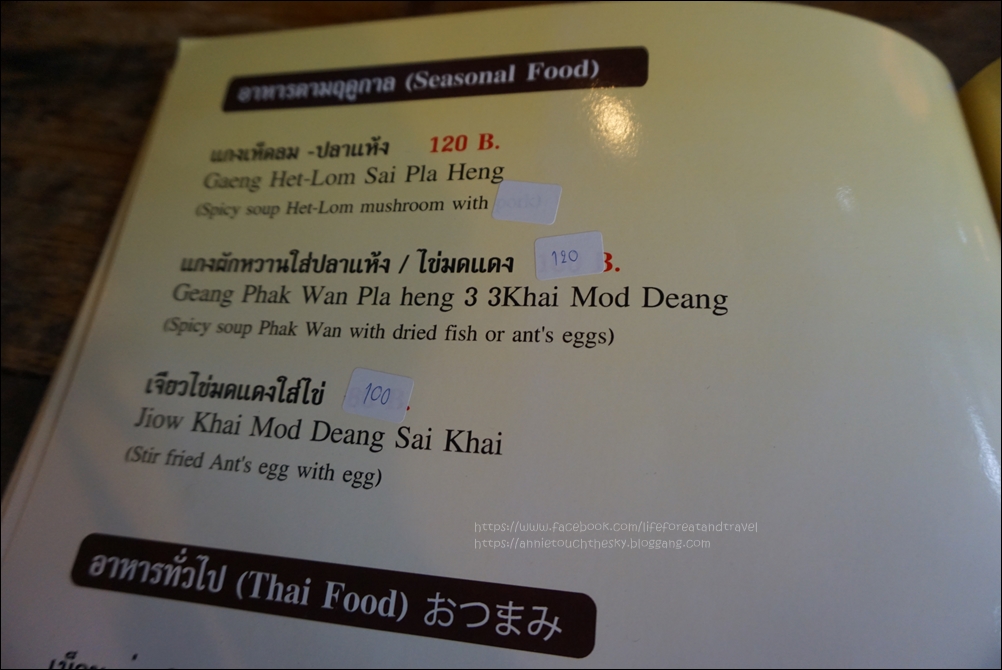 อาหารตามฤดูกาล (Seasonal Food)
แกงเห็ดลม -ปลาแห้ง 120 B.
Gaeng Het-Lom Sai Pla Heng
(Spicy soup Het-Lom mushroom with
แกงผักหวานใส่ปลาแห้ง / ไข่มดแดง 120 B.
Geang Phak Wan Pla heng 3 3Khai Mod Deang
(Spicy soup Phak Wan with dried fish or ant's eggs)
เจียวไข่มดแดงใส่ไข่ 100
Jiow Khai Mod Deang Sai Khai
(Stir fried Ant's egg with egg)
https://www.facebook.com/lifeforeatandtravel
https://annietouchthesky.bloggang.com
อาหารทั่วไป (Thai Food) おつまみ